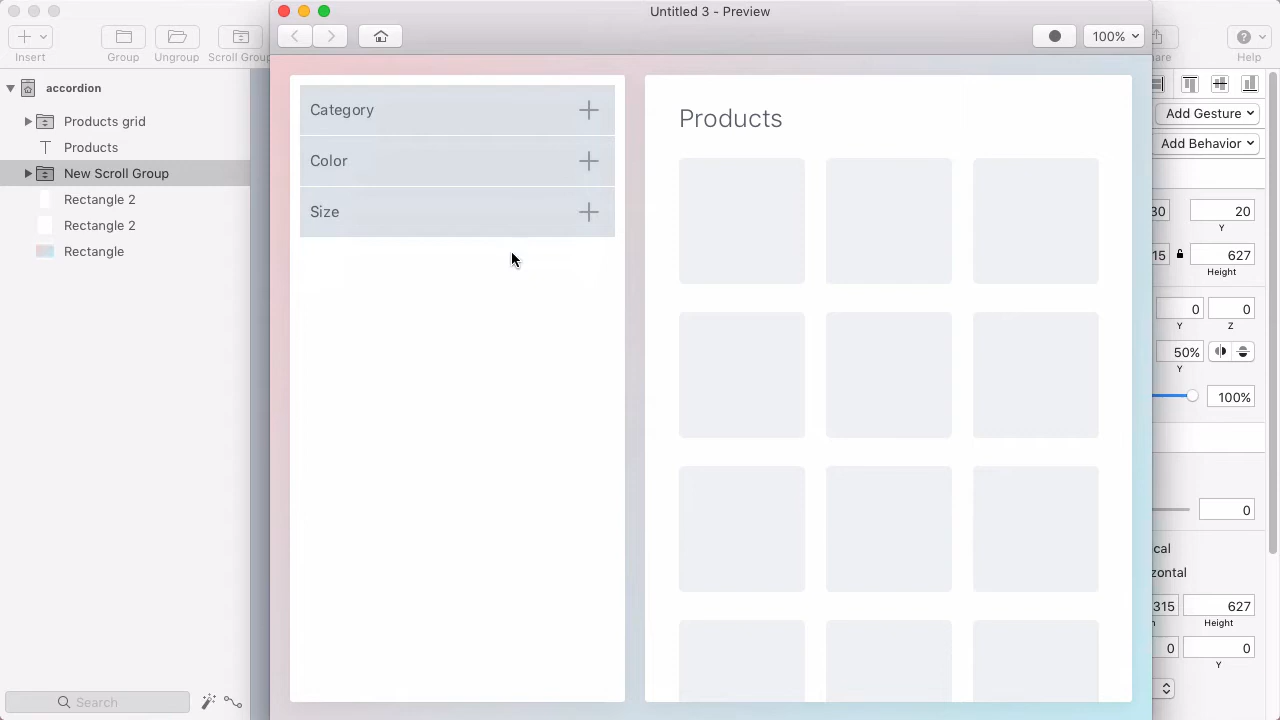 Untitled 3 - Preview
100%
Insert
Group
Ungroup
Scroll Group
Help
accordion
Products grid
Products
New Scroll Group
Rectangle 2
Rectangle 2
Rectangle
Search
Category
Color
Size
Products
Add Gesture
Add Behavior
30
20
Y
15
627
Height
0
0
Y
Z
50%
Y
100%
0
315
627
Height
0
0
Y